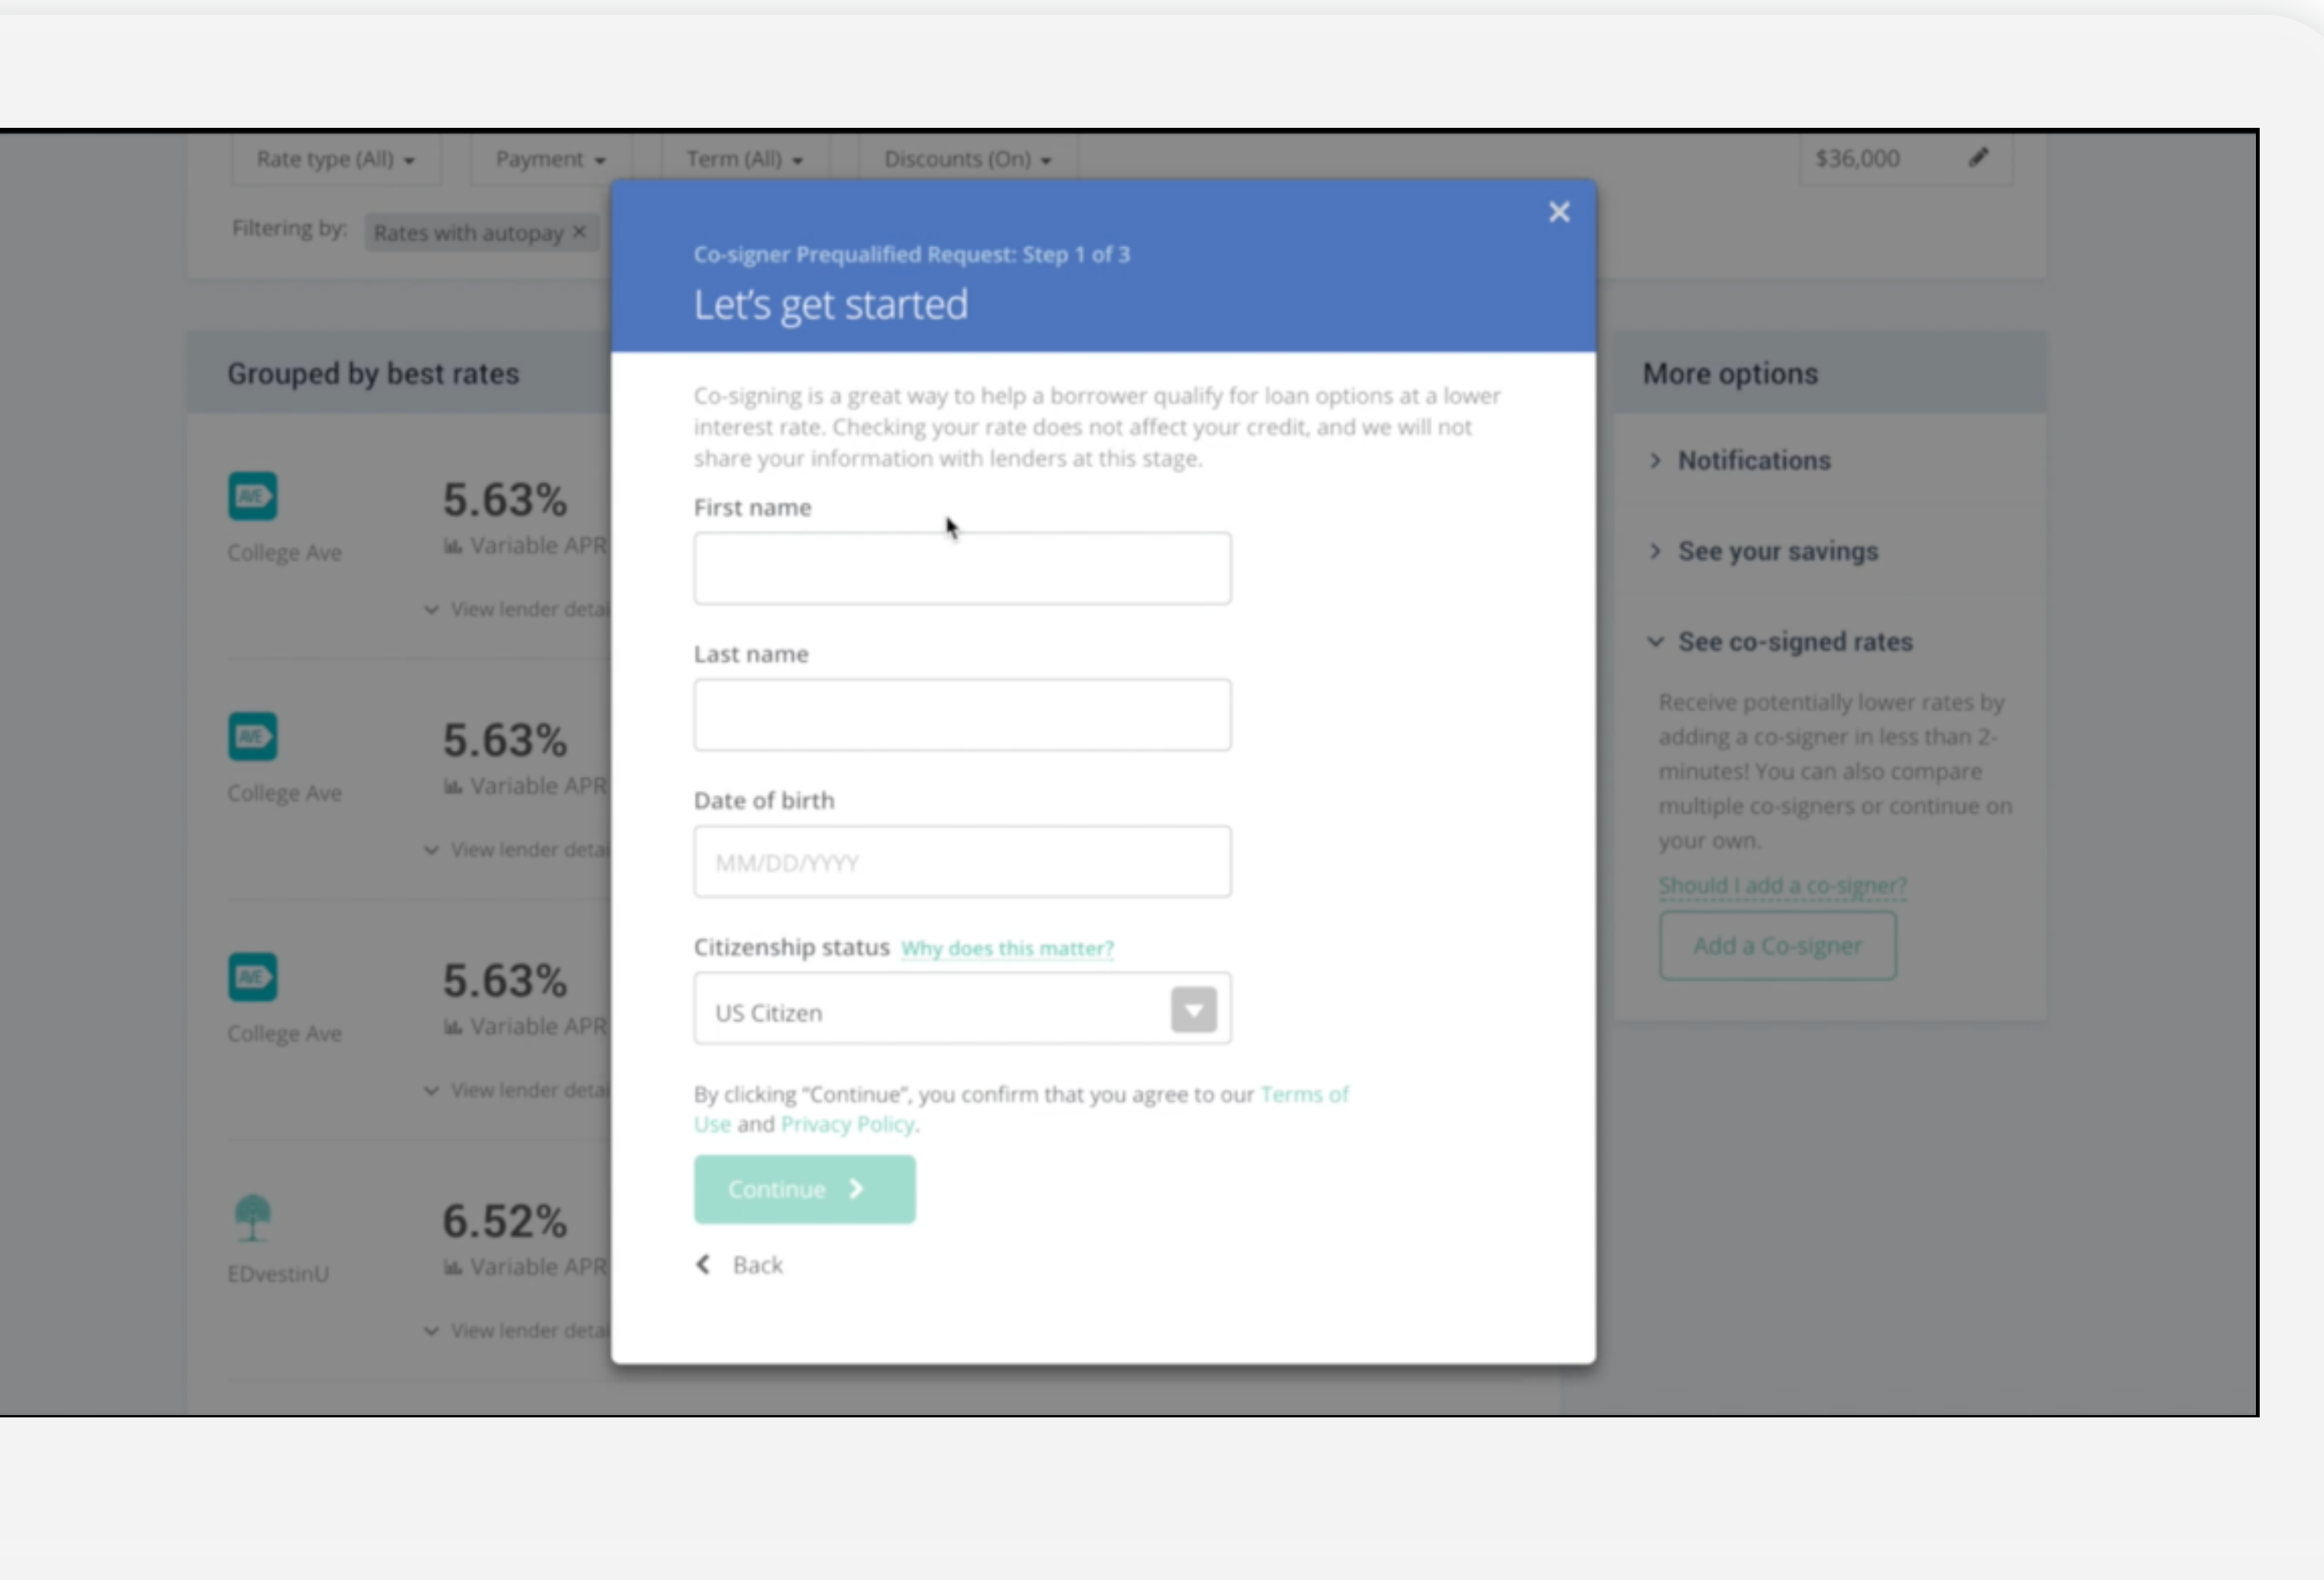 Rate type (All)
Payment
Term (All)
Discounts (On)
$36,000
Filtering by:
Rates with autopay ×
Co-signer Prequalified Request: Step 1 of 3
Let's get started
Co-signing is a great way to help a borrower qualify for loan options at a lower
interest rate. Checking your rate does not affect your credit, and we will not
share your information with lenders at this stage.
First name
Last name
Date of birth
MM/DD/YYYY
Citizenship status Why does this matter?
US Citizen
By clicking “Continue”, you confirm that you agree to our Terms of
Use and Privacy Policy.
Continue
Back
Grouped by best rates
AVE
College Ave
5.63%
Variable APR
View lender detai
AVE
College Ave
5.63%
Variable APR
View lender detai
AVE
College Ave
5.63%
Variable APR
View lender detai
EDvestinU
6.52%
Variable APR
View lender detai
More options
Notifications
See your savings
See co-signed rates
Receive potentially lower rates by
adding a co-signer in less than 2-
minutes! You can also compare
multiple co-signers or continue on
your own.
Should I add a co-signer?
Add a Co-signer